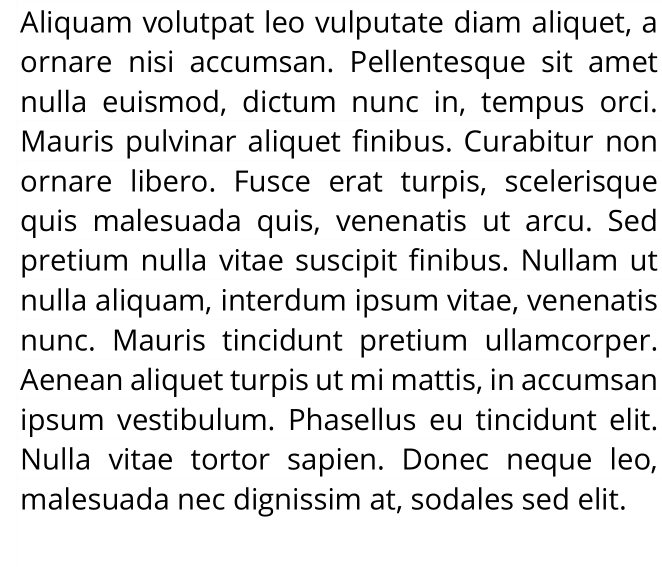 Aliquam volutpat leo vulputate diam aliquet, a
ornare nisi accumsan. Pellentesque sit amet
nulla euismod, dictum nunc in, tempus orci.
Mauris pulvinar aliquet finibus. Curabitur non
ornare libero. Fusce erat turpis, scelerisque
quis malesuada quis, venenatis ut arcu. Sed
pretium nulla vitae suscipit finibus. Nullam ut
nulla aliquam, interdum ipsum vitae, venenatis
nunc. Mauris tincidunt pretium ullamcorper.
Aenean aliquet turpis ut mi mattis, in accumsan
ipsum vestibulum. Phasellus eu tincidunt elit.
Nulla vitae tortor sapien. Donec neque leo,
malesuada nec dignissim at, sodales sed elit.